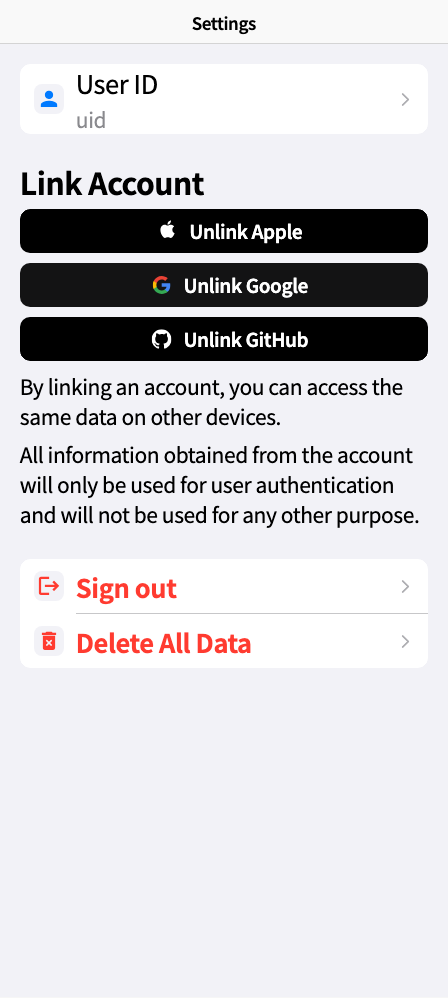 Settings
User ID
uid
Link Account
Unlink Apple
Unlink Google
Unlink GitHub
By linking an account, you can access the
same data on other devices.
All information obtained from the account
will only be used for user authentication
and will not be used for any other purpose.
Sign out
Delete All Data